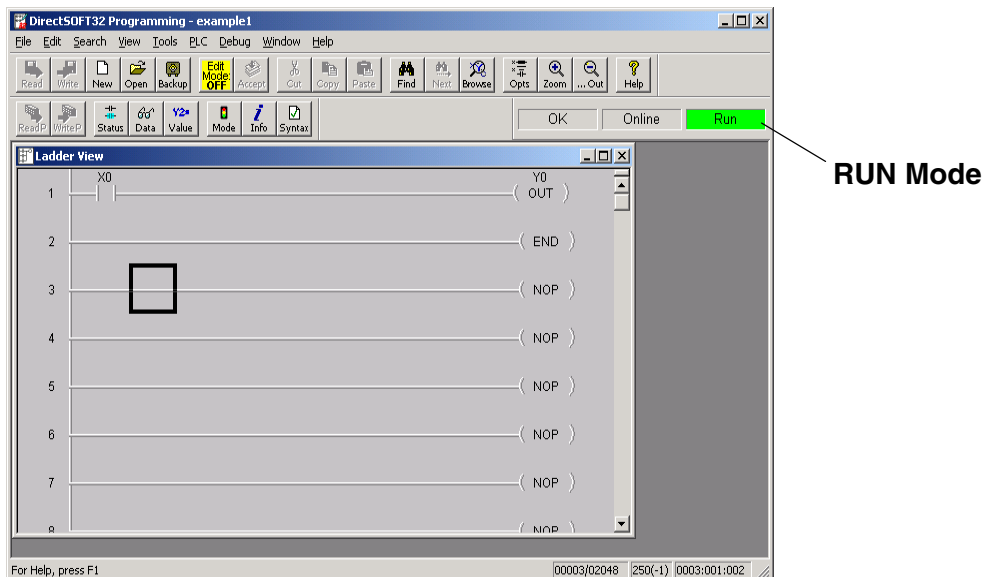 DirectSOFT32 Programming - example1
File Edit Search View Tools PLC Debug Window Help
Read Write New Open Backup Edit Mode: OFF Accept Cut Copy Paste Find Next Browse Opts Zoom ... Out Help
ReadP WriteP Status Data Value Mode Info Syntax OK Online Run
RUN Mode
Ladder View
X0 Y0
1 OUT
2 END
3 NOP
4 NOP
5 NOP
6 NOP
7 NOP
8 NOP
For Help, press F1 00003/02048 250(-1) 0003:001:002